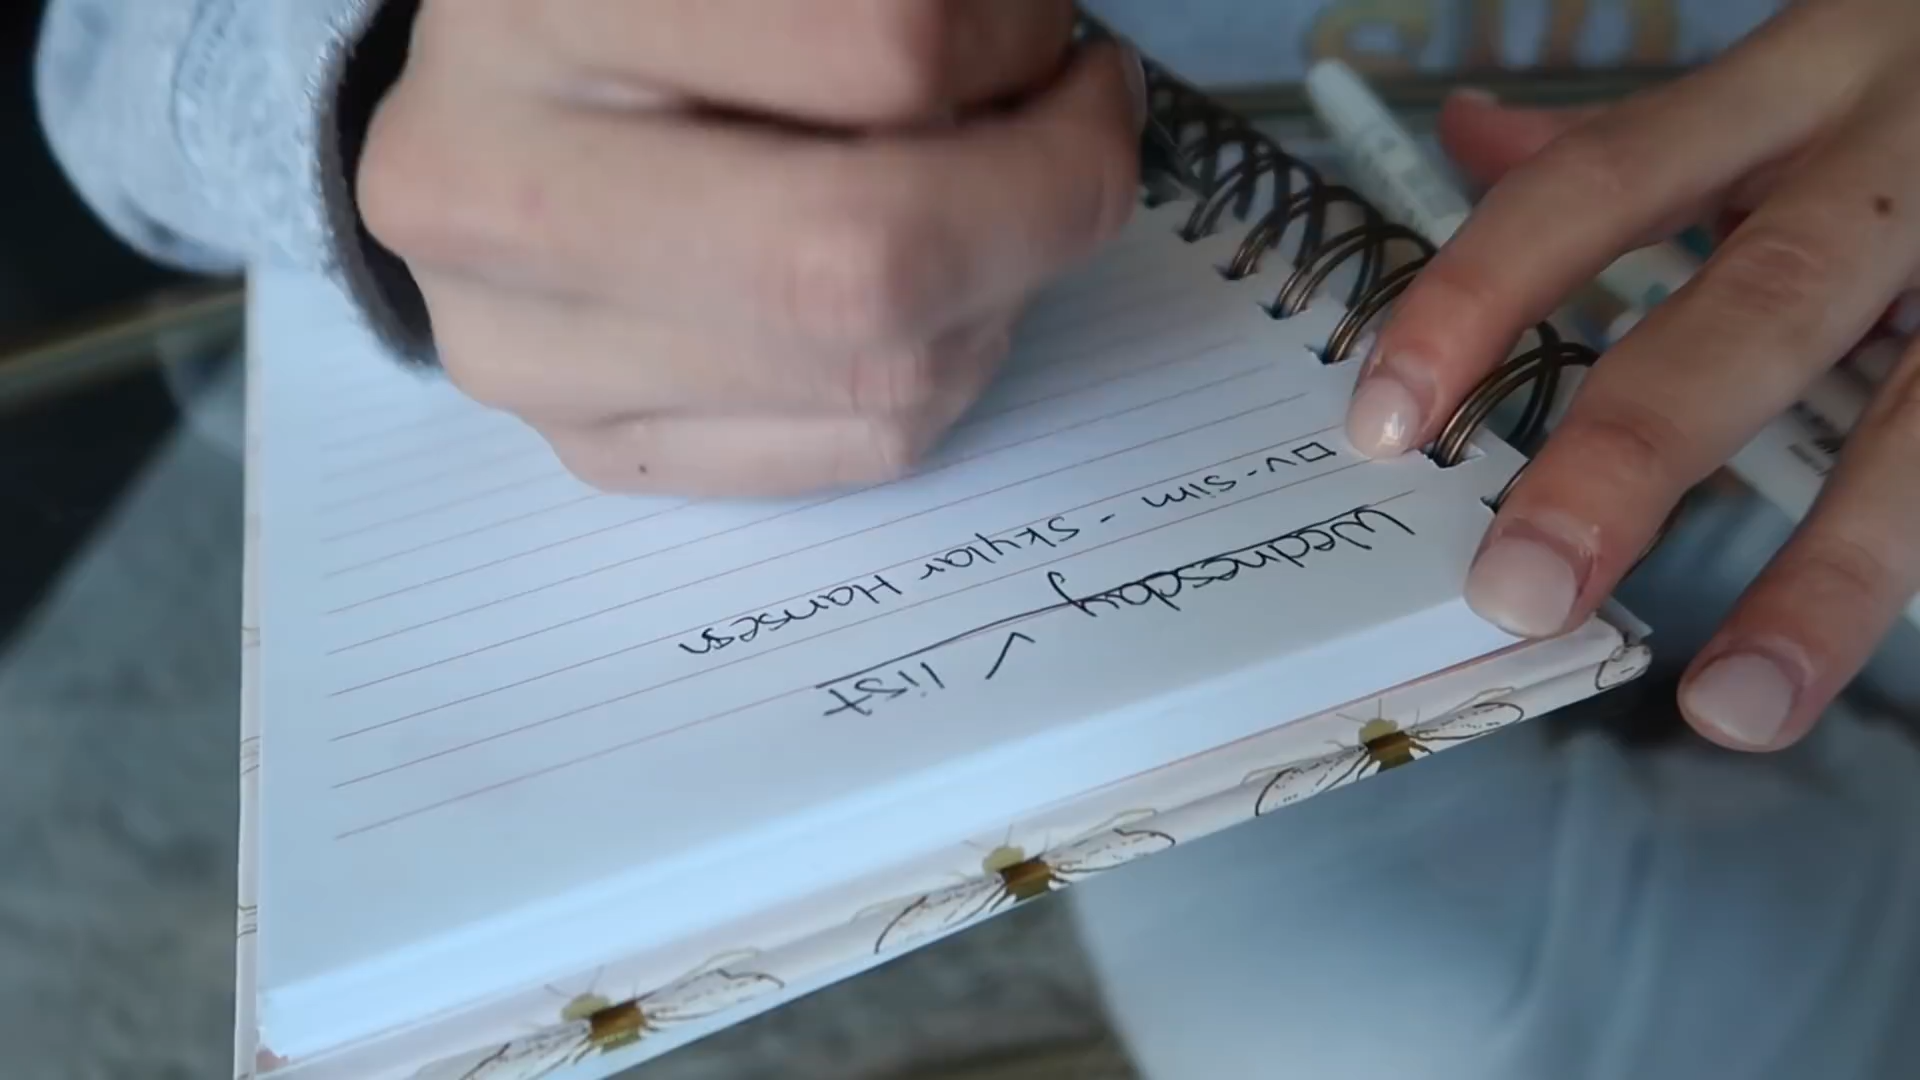 Wednesday ✓ list
☐ v-sim - Skylar Hansen